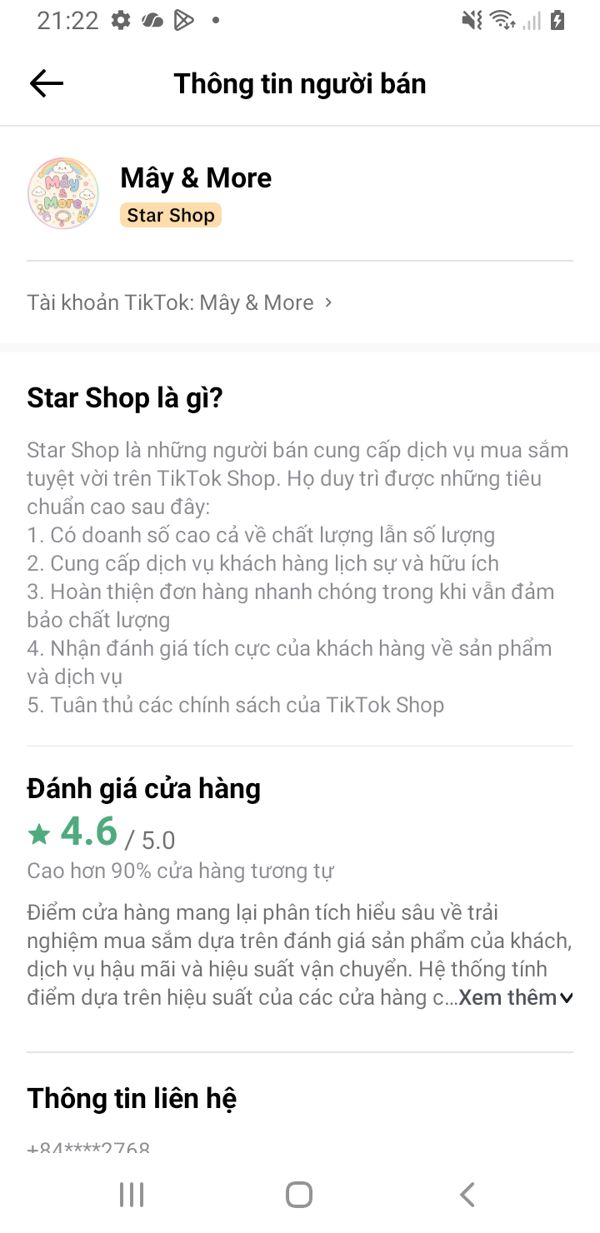 21:22
Thông tin người bán
Mây & More
Mây & More
Star Shop
Tài khoản TikTok: Mây & More
Star Shop là gì?
Star Shop là những người bán cung cấp dịch vụ mua sắm
tuyệt vời trên TikTok Shop. Họ duy trì được những tiêu
chuẩn cao sau đây:
1. Có doanh số cao cả về chất lượng lẫn số lượng
2. Cung cấp dịch vụ khách hàng lịch sự và hữu ích
3. Hoàn thiện đơn hàng nhanh chóng trong khi vẫn đảm
bảo chất lượng
4. Nhận đánh giá tích cực của khách hàng về sản phẩm
và dịch vụ
5. Tuân thủ các chính sách của TikTok Shop
Đánh giá cửa hàng
4.6 / 5.0
Cao hơn 90% cửa hàng tương tự
Điểm cửa hàng mang lại phân tích hiểu sâu về trải
nghiệm mua sắm dựa trên đánh giá sản phẩm của khách,
dịch vụ hậu mãi và hiệu suất vận chuyển. Hệ thống tính
điểm dựa trên hiệu suất của các cửa hàng c...Xem thêm
Thông tin liên hệ
+84****2768